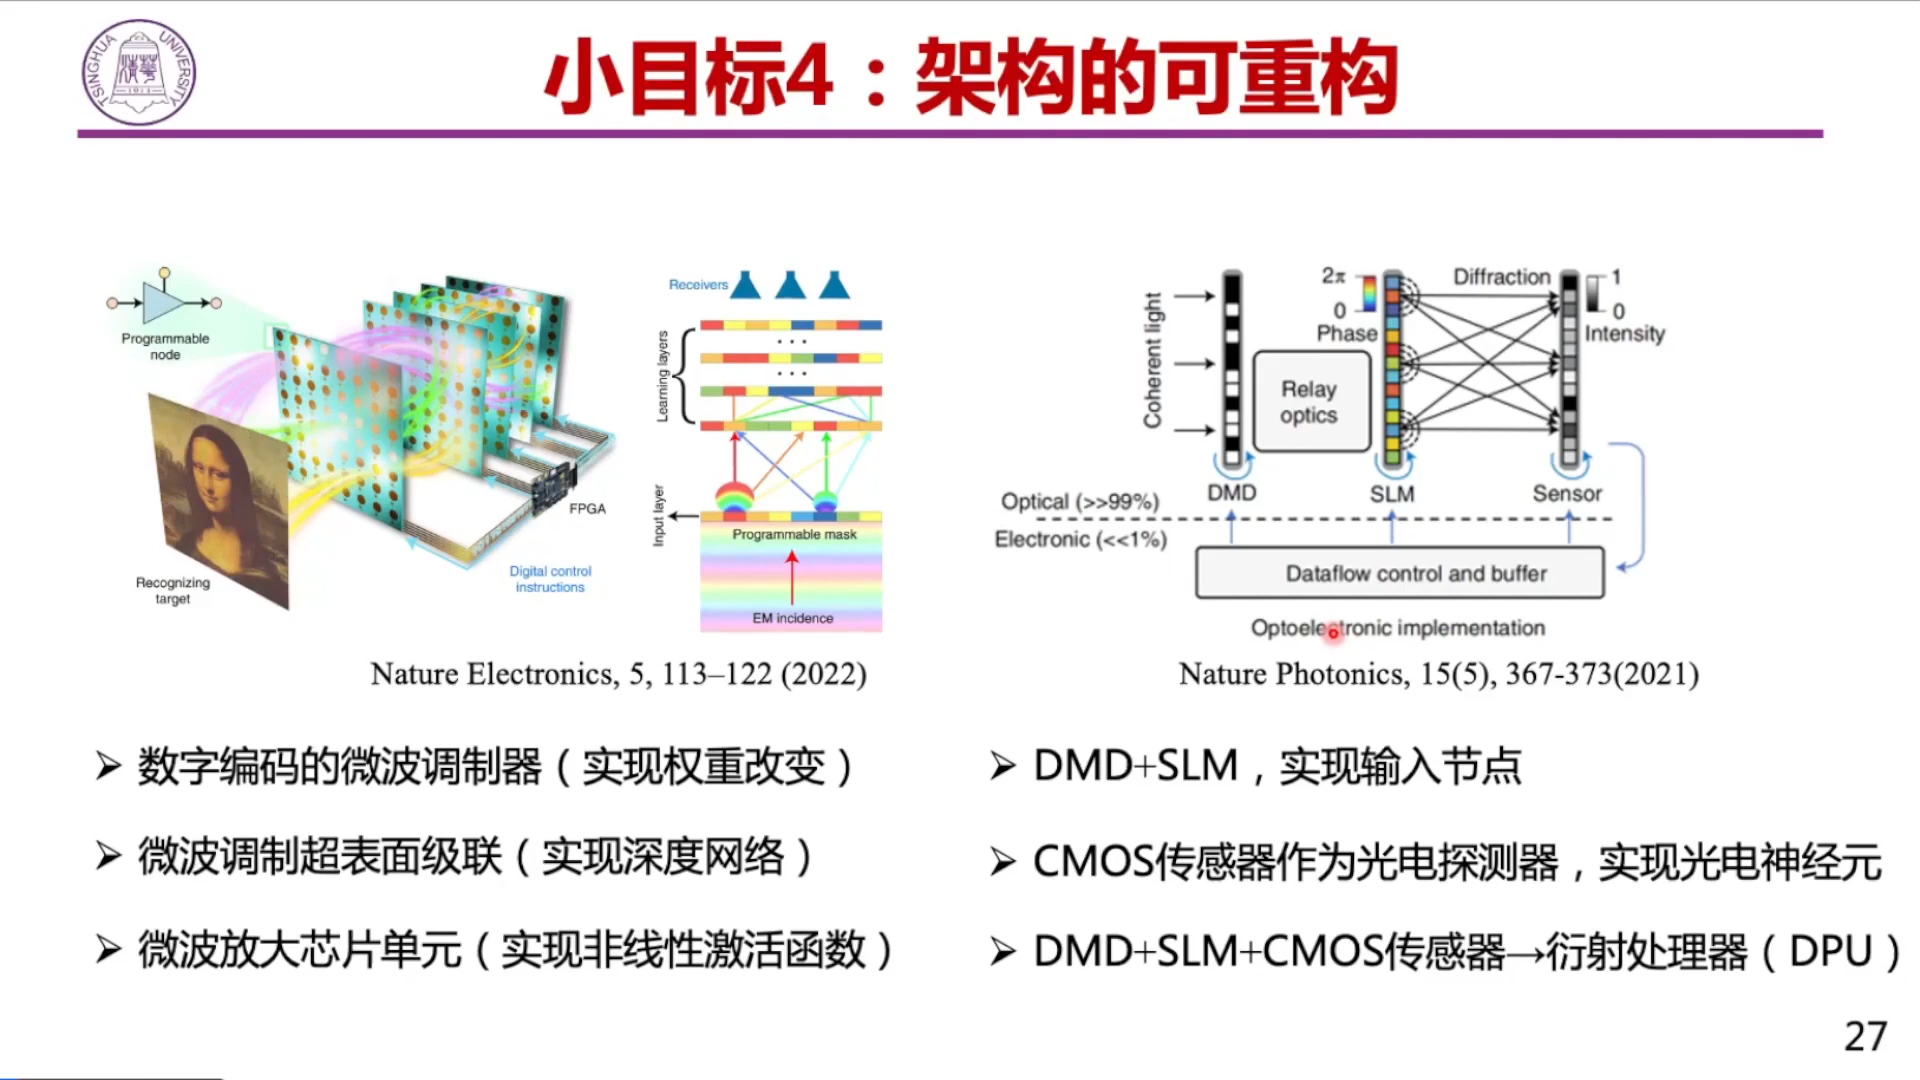 TSINGHUA UNIVERSITY
清華
1911
小目标4：架构的可重构
Programmable
node
Recognizing
target
FPGA
Digital control
instructions
Receivers
Learning layers
Input layer
Programmable mask
EM incidence
Nature Electronics, 5, 113–122 (2022)
Coherent light
2π
0
Phase
Diffraction
1
0
Intensity
Relay
optics
DMD
SLM
Sensor
Optical (>>99%)
Electronic (<<1%)
Dataflow control and buffer
Optoelectronic implementation
Nature Photonics, 15(5), 367-373(2021)
➢ 数字编码的微波调制器（实现权重改变）
➢ 微波调制超表面级联（实现深度网络）
➢ 微波放大芯片单元（实现非线性激活函数）
➢ DMD+SLM，实现输入节点
➢ CMOS传感器作为光电探测器，实现光电神经元
➢ DMD+SLM+CMOS传感器→衍射处理器（DPU）
27